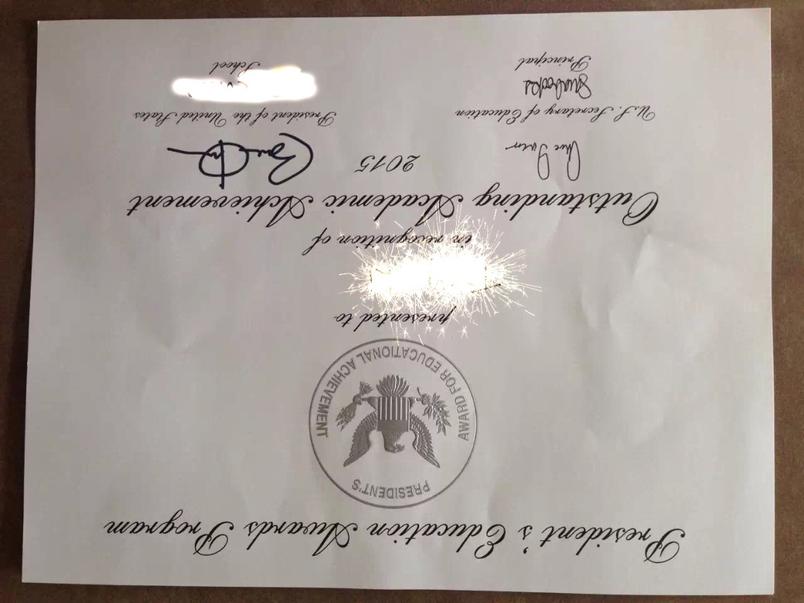 President's Education Awards Program
PRESIDENT'S
AWARD FOR EDUCATIONAL ACHIEVEMENT
presented to
in recognition of
Outstanding Academic Achievement
2015
U.S. Secretary of Education
President of the United States
Principal
School